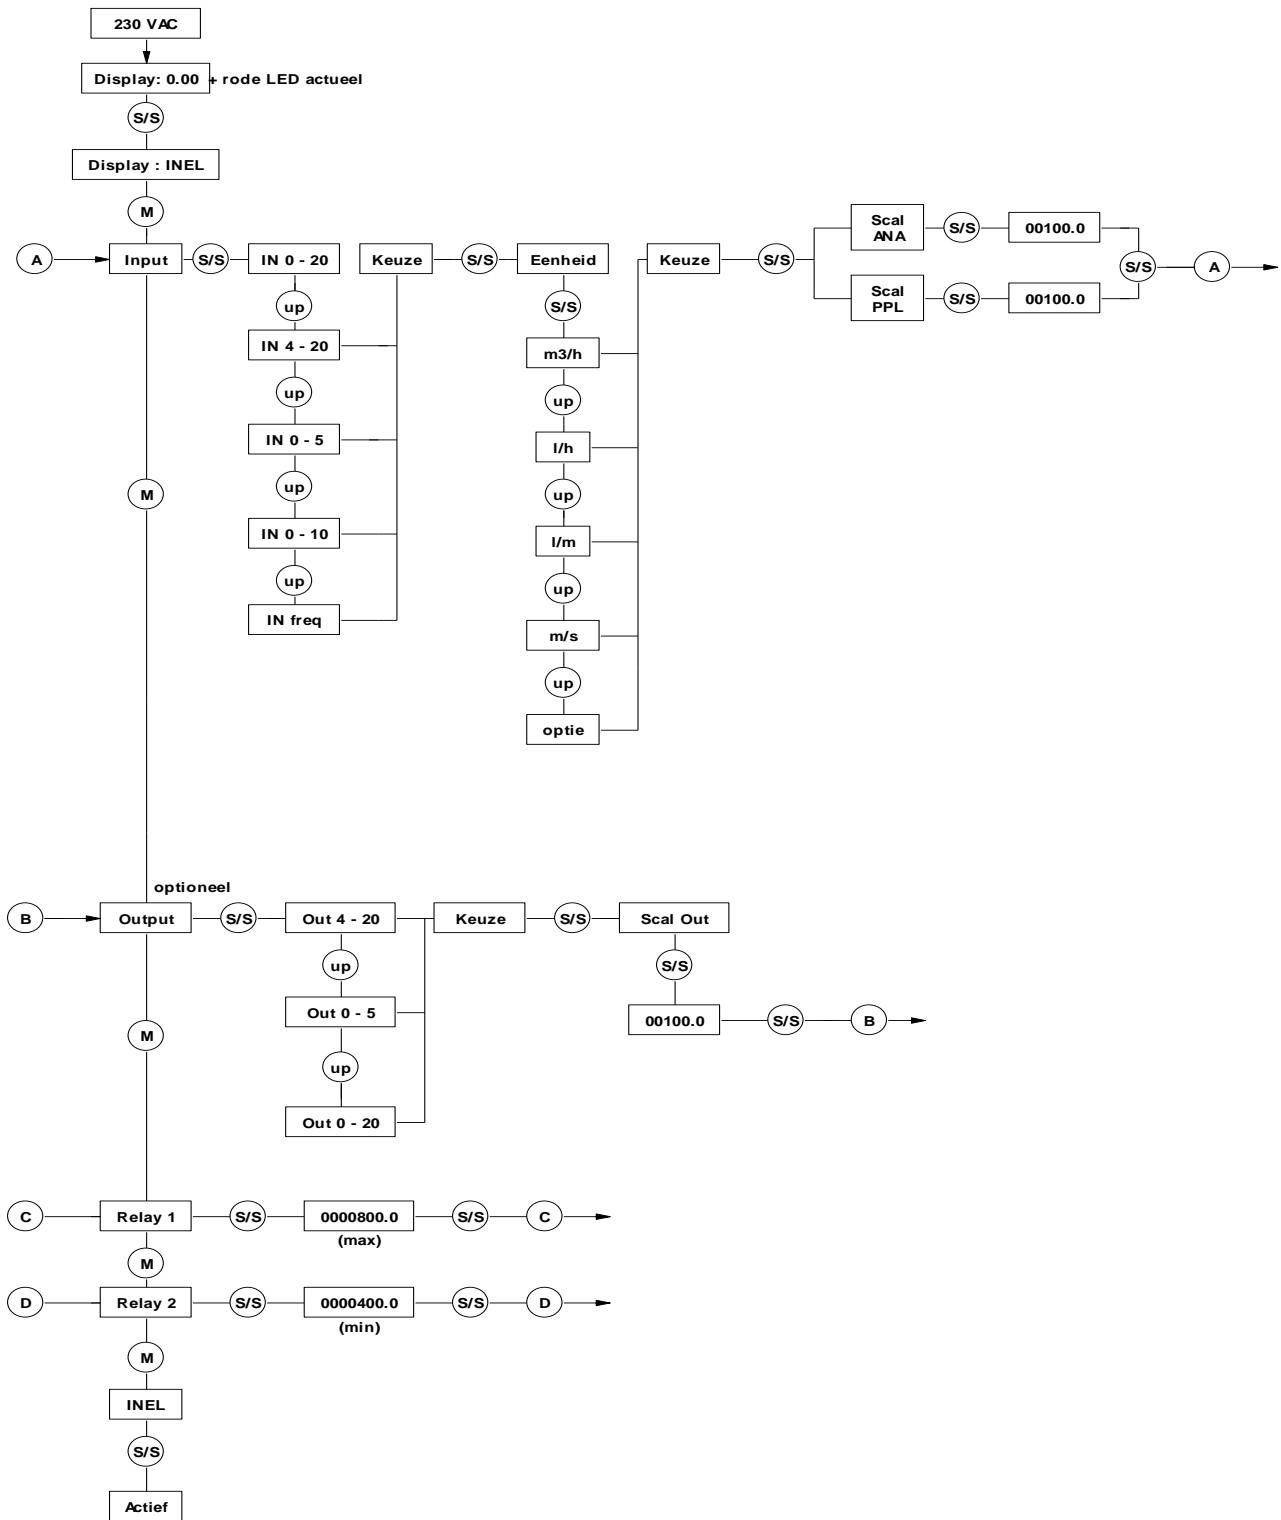 230 VAC
Display: 0.00 + rode LED actueel
S/S
Display : INEL
M
A
Input
S/S
IN 0 - 20
Keuze
S/S
Eenheid
Keuze
S/S
Scal
ANA
S/S
00100.0
S/S
A
Scal
PPL
S/S
00100.0
up
IN 4 - 20
up
IN 0 - 5
up
IN 0 - 10
up
IN freq
S/S
m3/h
up
l/h
up
l/m
up
m/s
up
optie
M
optioneel
B
Output
S/S
Out 4 - 20
Keuze
S/S
Scal Out
up
S/S
Out 0 - 5
00100.0
S/S
B
M
up
Out 0 - 20
C
Relay 1
S/S
0000800.0
S/S
C
(max)
M
D
Relay 2
S/S
0000400.0
S/S
D
(min)
M
INEL
S/S
Actief